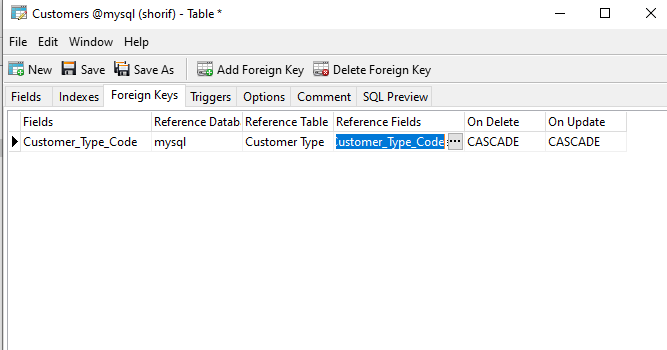 Customers @mysql (shorif) - Table *
File Edit Window Help
New Save Save As Add Foreign Key Delete Foreign Key
Fields Indexes Foreign Keys Triggers Options Comment SQL Preview
Fields Reference Datab Reference Table Reference Fields On Delete On Update
Customer_Type_Code mysql Customer Type Customer_Type_Code CASCADE CASCADE